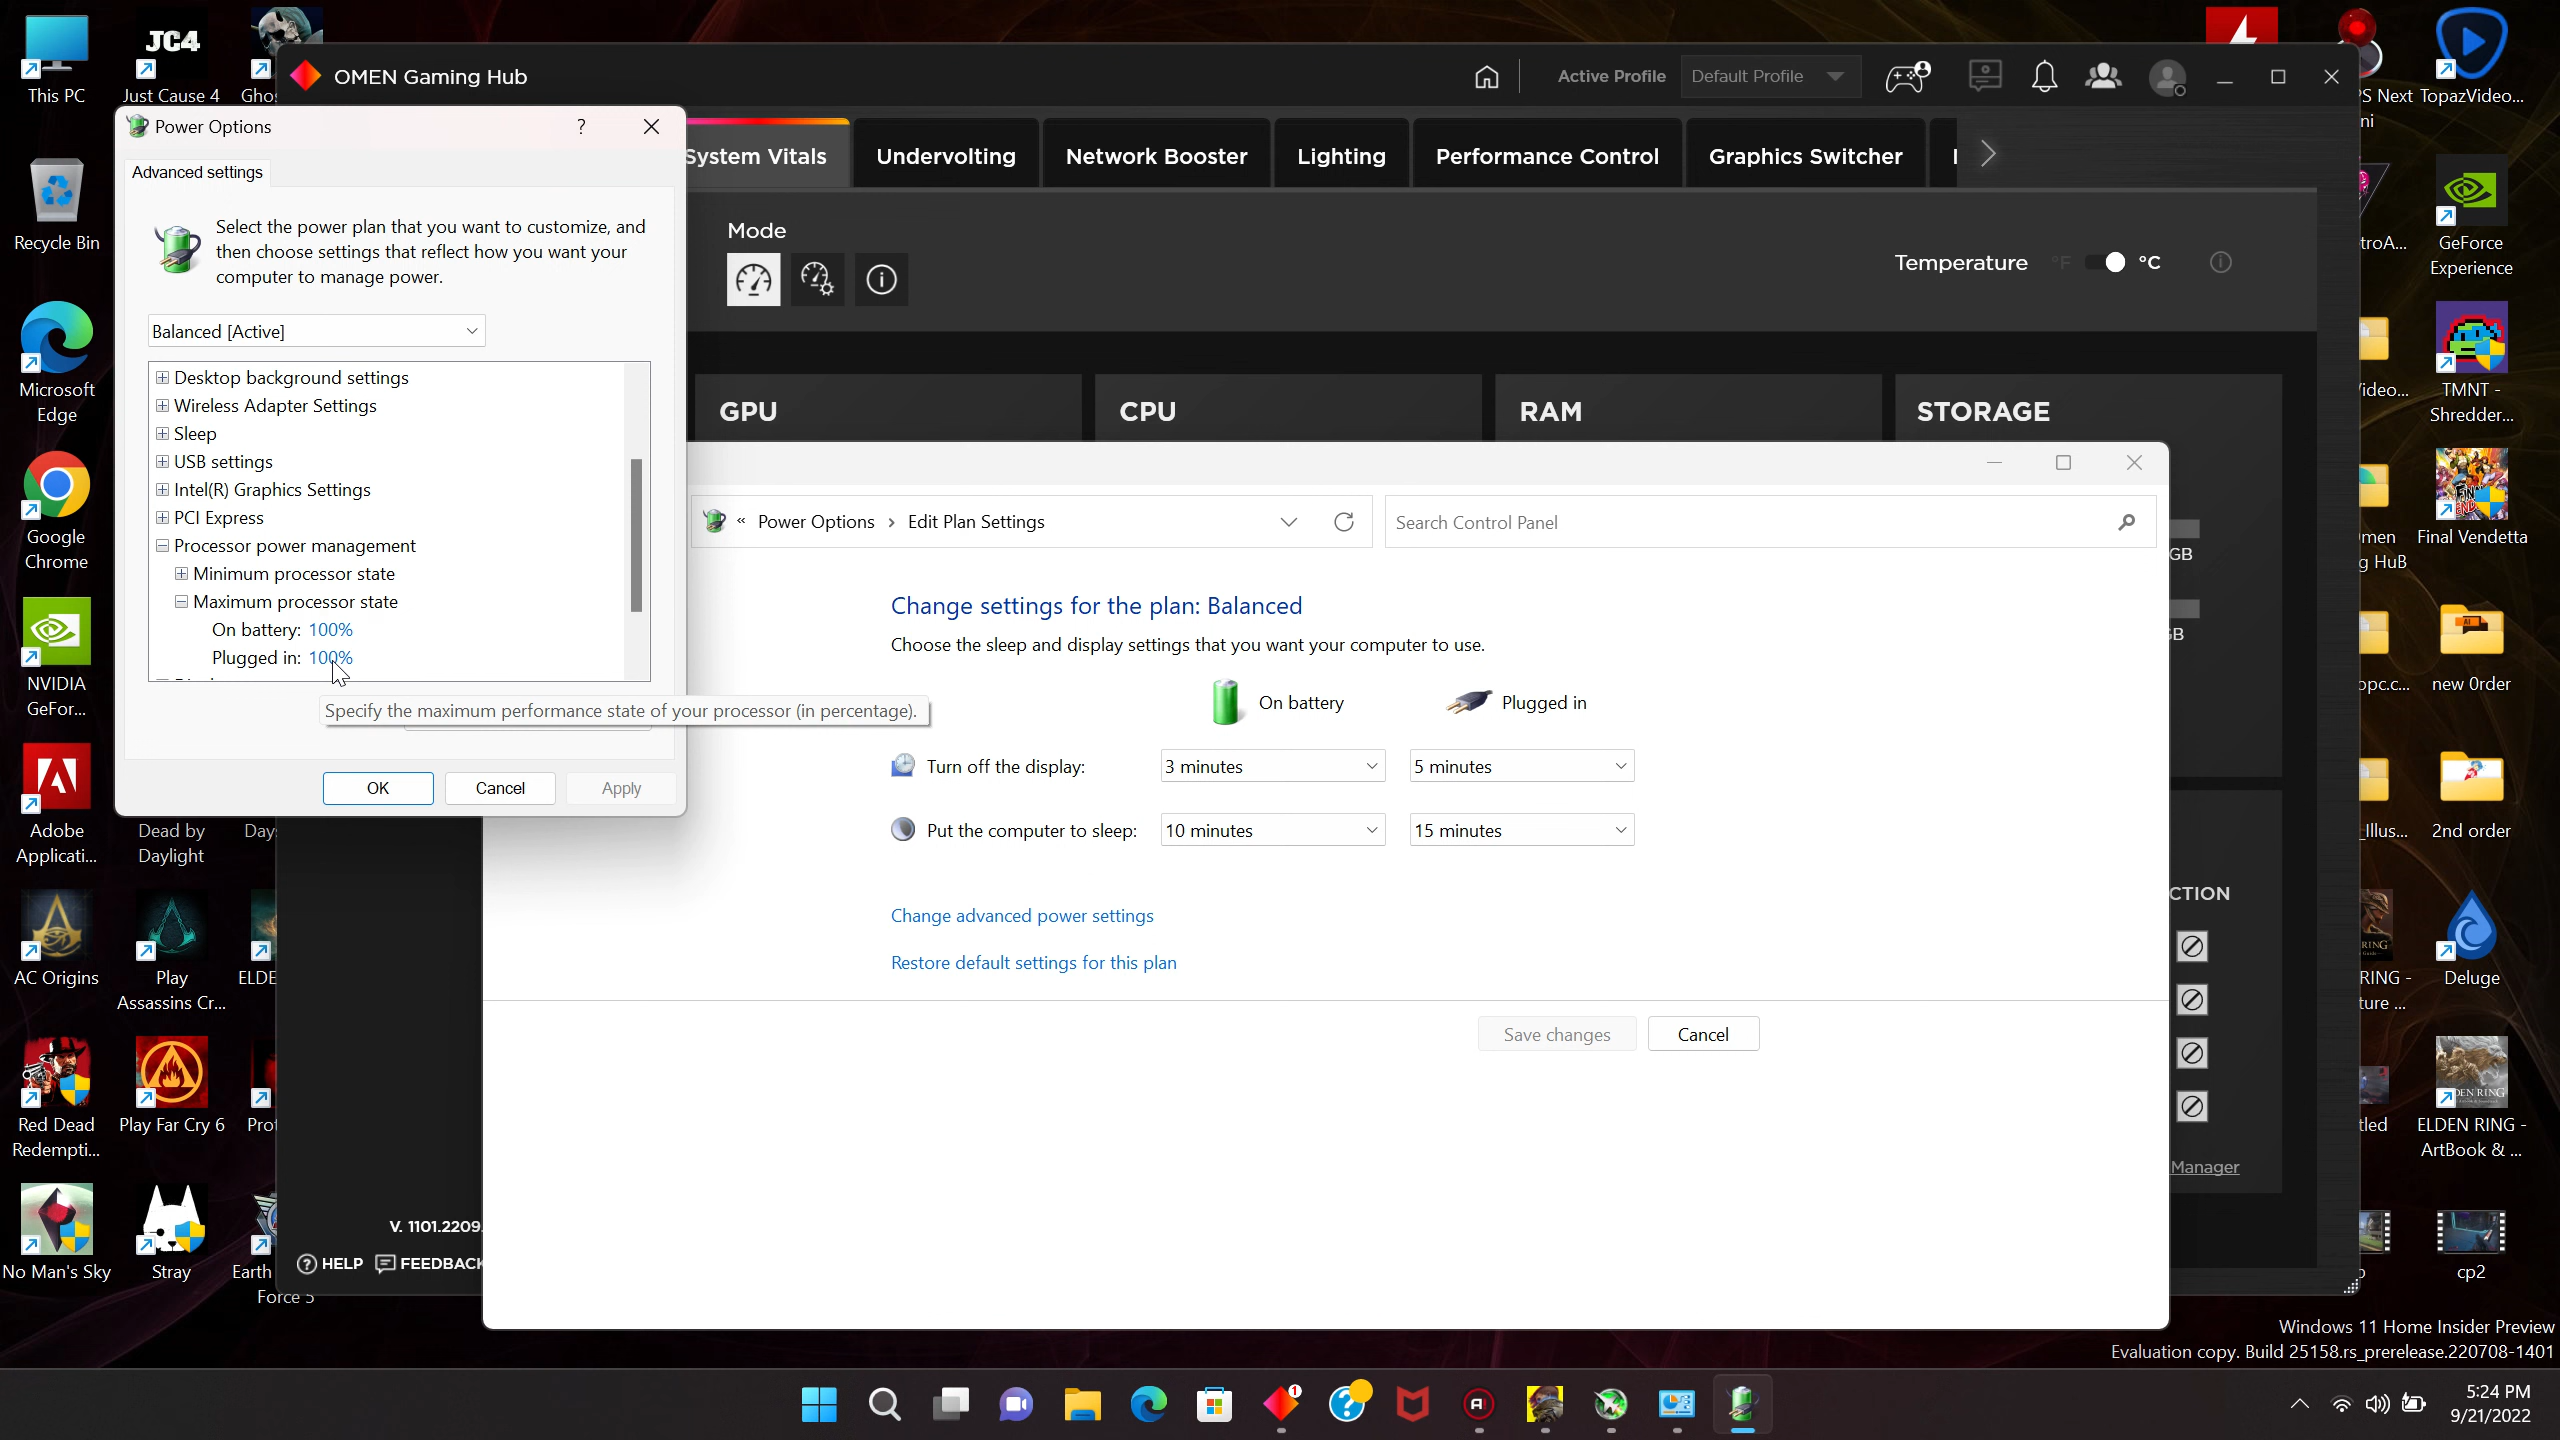 This PC
JC4
Just Cause 4
Recycle Bin
Microsoft
Edge
Google
Chrome
NVIDIA
GeFor...
Adobe
Applicati...
AC Origins
Red Dead
Redempti...
No Man's Sky
Dead by
Daylight
Play
Assassins Cr...
Play Far Cry 6
Stray
Earth
Force 5
OMEN Gaming Hub
Active Profile
Default Profile
System Vitals
Undervolting
Network Booster
Lighting
Performance Control
Graphics Switcher
Mode
Temperature
°F
°C
GPU
CPU
RAM
STORAGE
GB
GB
CTION
Manager
V. 1101.2209.
HELP
FEEDBACK
Power Options
?
Advanced settings
Select the power plan that you want to customize, and
then choose settings that reflect how you want your
computer to manage power.
Balanced [Active]
Desktop background settings
Wireless Adapter Settings
Sleep
USB settings
Intel(R) Graphics Settings
PCI Express
Processor power management
Minimum processor state
Maximum processor state
On battery: 100%
Plugged in: 100%
Specify the maximum performance state of your processor (in percentage).
OK
Cancel
Apply
« Power Options › Edit Plan Settings
Search Control Panel
Change settings for the plan: Balanced
Choose the sleep and display settings that you want your computer to use.
On battery
Plugged in
Turn off the display:
3 minutes
5 minutes
Put the computer to sleep:
10 minutes
15 minutes
Change advanced power settings
Restore default settings for this plan
Save changes
Cancel
TopazVideo...
GeForce
Experience
TMNT -
Shredder...
Final Vendetta
new 0rder
2nd order
Deluge
ELDEN RING -
ArtBook & ...
cp2
Windows 11 Home Insider Preview
Evaluation copy. Build 25158.rs_prerelease.220708-1401
1
5:24 PM
9/21/2022